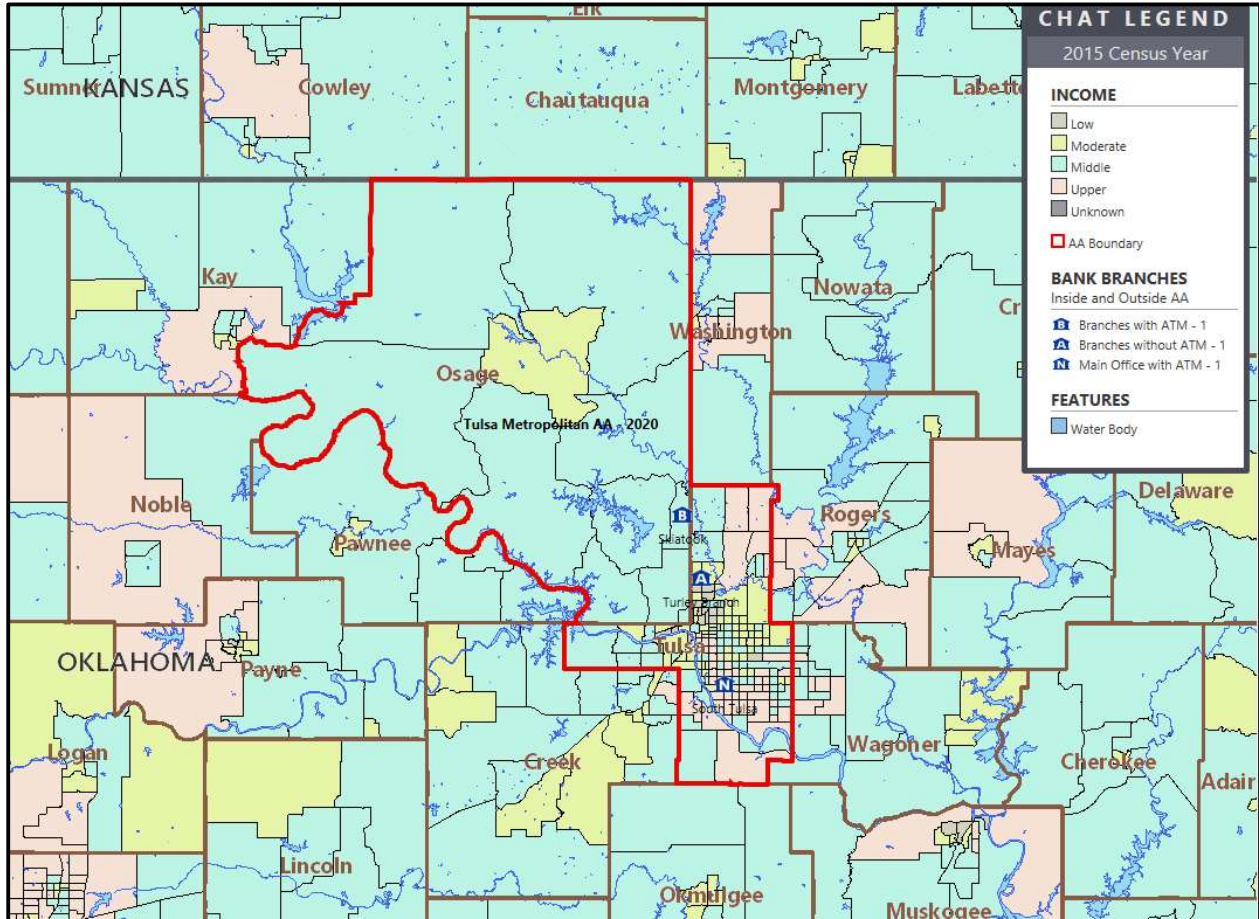 Elk
CHAT LEGEND
2015 Census Year
Sumner
KANSAS
Cowley
Chautauqua
Montgomery
Labette
INCOME
Low
Moderate
Middle
Upper
Unknown
AA Boundary
BANK BRANCHES
Inside and Outside AA
B Branches with ATM - 1
A Branches without ATM - 1
N Main Office with ATM - 1
FEATURES
Water Body
Kay
Nowata
Cr
Washington
Osage
Tulsa Metropolitan AA - 2020
Noble
Delaware
B
Rogers
Skiatook
Pawnee
Mayes
A
Turley Branch
Tulsa
OKLAHOMA
Payne
N
South Tulsa
Logan
Creek
Wagoner
Cherokee
Adair
Lincoln
Okmulgee
Muskogee